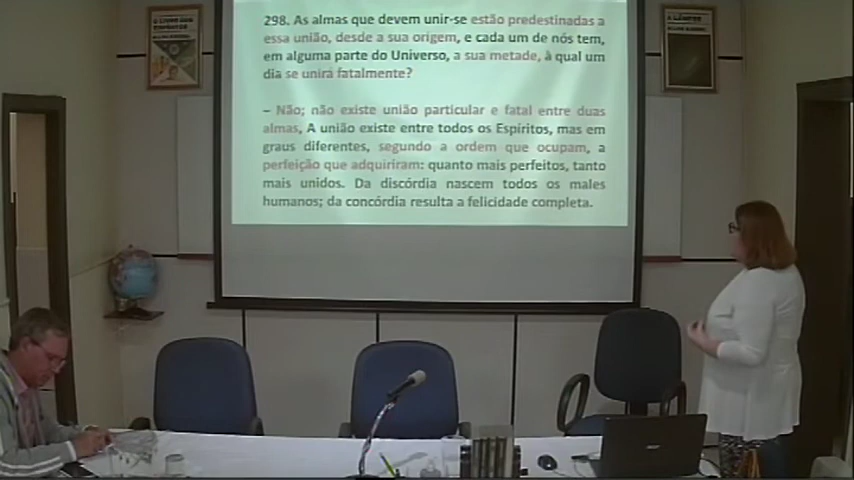 O LIVRO DOS
ESPÍRITOS
298. As almas que devem unir-se estão predestinadas a
essa união, desde a sua origem, e cada um de nós tem,
em alguma parte do Universo, a sua metade, à qual um
dia se unirá fatalmente?
– Não; não existe união particular e fatal entre duas
almas, A união existe entre todos os Espíritos, mas em
graus diferentes, segundo a ordem que ocupam, a
perfeição que adquiriram: quanto mais perfeitos, tanto
mais unidos. Da discórdia nascem todos os males
humanos; da concórdia resulta a felicidade completa.